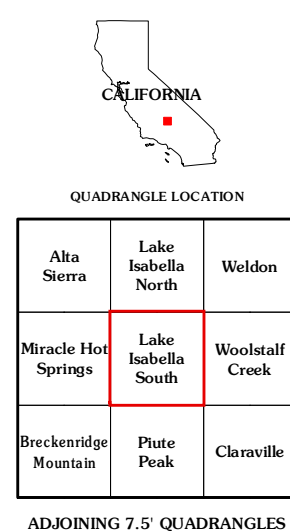 CALIFORNIA
QUADRANGLE LOCATION
Alta
Sierra
Lake
Isabella
North
Weldon
Miracle Hot
Springs
Lake
Isabella
South
Woolstalf
Creek
Breckenridge
Mountain
Piute
Peak
Claraville
ADJOINING 7.5' QUADRANGLES